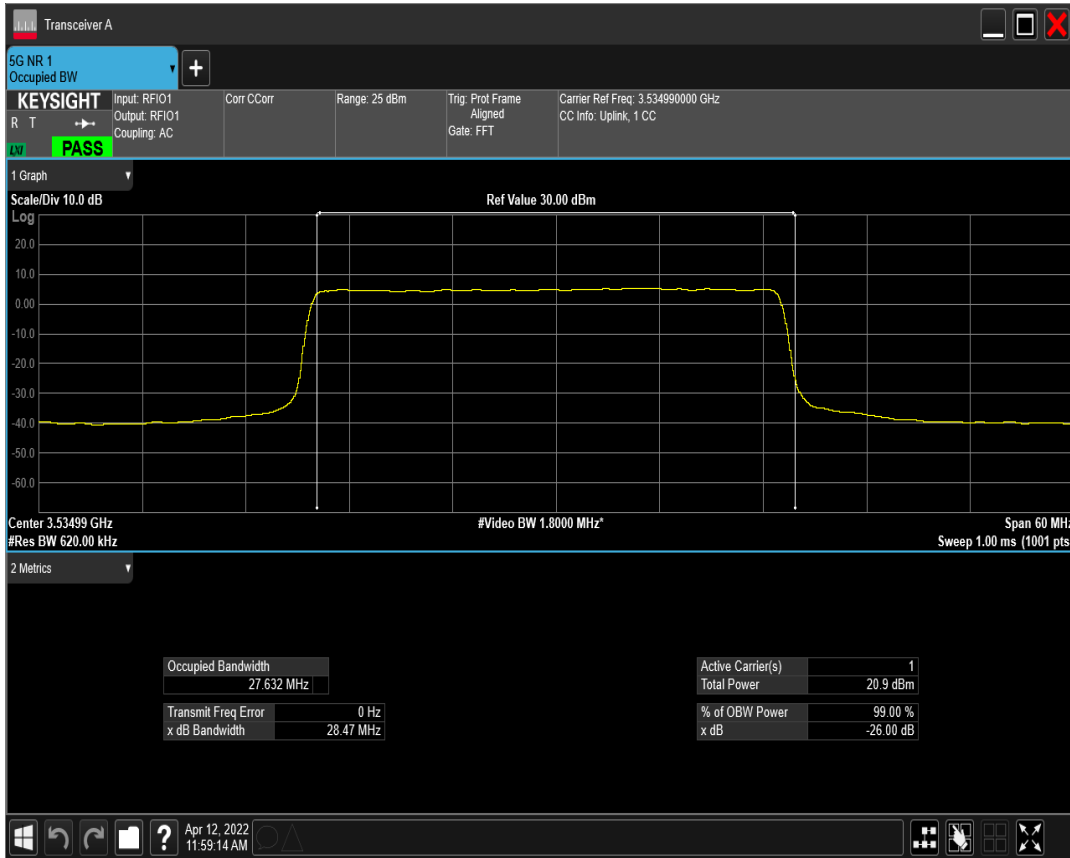 Transceiver A
5G NR 1
Occupied BW
KEYSIGHT
R T
LXI
PASS
Input: RFIO1
Output: RFIO1
Coupling: AC
Corr CCorr
Range: 25 dBm
Trig: Prot Frame
Aligned
Gate: FFT
Carrier Ref Freq: 3.534990000 GHz
CC Info: Uplink, 1 CC
1 Graph
Scale/Div 10.0 dB
Ref Value 30.00 dBm
Log
20.0
10.0
0.00
-10.0
-20.0
-30.0
-40.0
-50.0
-60.0
Center 3.53499 GHz
#Video BW 1.8000 MHz*
Span 60 MHz
#Res BW 620.00 kHz
Sweep 1.00 ms (1001 pts
2 Metrics
Occupied Bandwidth
27.632 MHz
Transmit Freq Error 0 Hz
x dB Bandwidth 28.47 MHz
Active Carrier(s) 1
Total Power 20.9 dBm
% of OBW Power 99.00 %
x dB -26.00 dB
?
Apr 12, 2022
11:59:14 AM